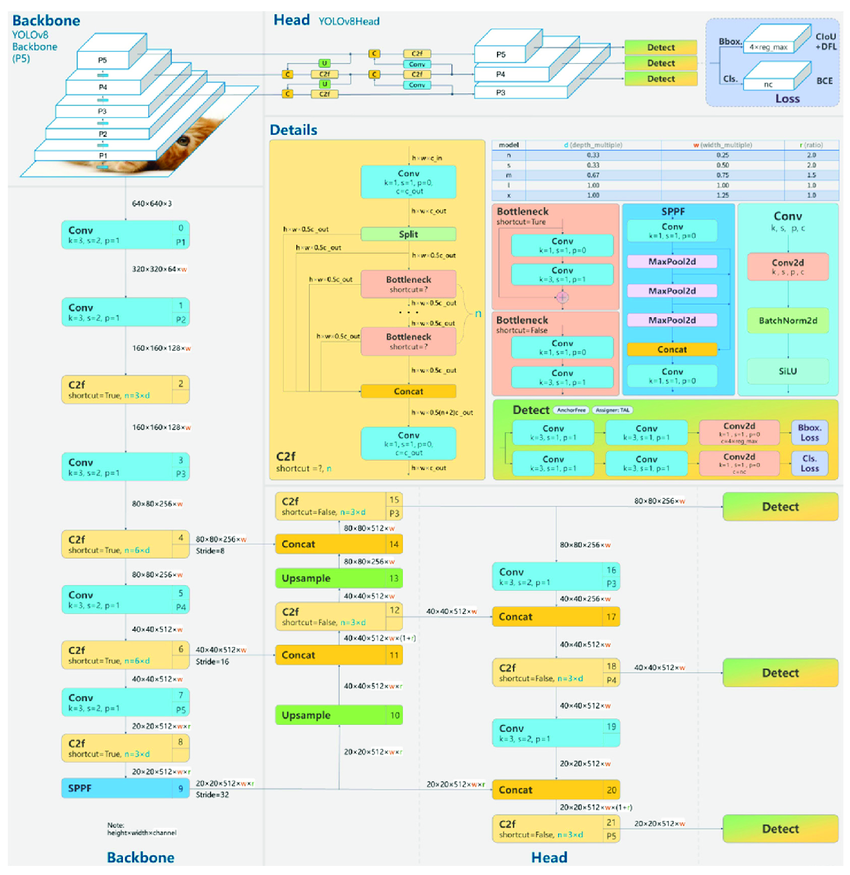 Backbone
YOLOv8
Backbone
(P5)
P5
P4
P3
P2
P1
Head YOLOv8Head
U
U
C
C
C2f
C2f
C
C
C2f
Conv
C2f
Conv
P5
P4
P3
Detect
Detect
Detect
Bbox.
4×reg_max
CIoU
+DFL
Cls.
nc
BCE
Loss
640×640×3
Conv 0
k=3, s=2, p=1 P1
320×320×64×w
Conv 1
k=3, s=2, p=1 P2
160×160×128×w
C2f 2
shortcut=True, n=3×d
160×160×128×w
Conv 3
k=3, s=2, p=1 P3
80×80×256×w
C2f 4
shortcut=True, n=6×d
80×80×256×w
Stride=8
80×80×256×w
Conv 5
k=3, s=2, p=1 P4
40×40×512×w
C2f 6
shortcut=True, n=6×d
40×40×512×w
Stride=16
40×40×512×w
Conv 7
k=3, s=2, p=1 P5
20×20×512×w×r
C2f 8
shortcut=True, n=3×d
20×20×512×w×r
SPPF 9
20×20×512×w×r
Stride=32
Note:
height×width×channel
Backbone
Details
h×w×c_in
Conv
k=1, s=1, p=0,
c=c_out
h×w×c_out
h×w×0.5c_out
Split
h×w×0.5c_out
h×w×0.5c_out
h×w×0.5c_out
Bottleneck
shortcut=?
h×w×0.5c_out
. . .
n
h×w×0.5c_out
h×w×0.5c_out
Bottleneck
shortcut=?
h×w×0.5c_out
Concat
h×w×0.5(n+2)c_out
Conv
k=1, s=1, p=0,
c=c_out
C2f
shortcut =?, n
h×w×c_out
model d (depth_multiple) w (width_multiple) r (ratio)
n 0.33 0.25 2.0
s 0.33 0.50 2.0
m 0.67 0.75 1.5
l 1.00 1.00 1.0
x 1.00 1.25 1.0
Bottleneck
shortcut=Ture
Conv
k=1, s=1, p=0
Conv
k=3, s=1, p=1
Bottleneck
shortcut=False
Conv
k=1, s=1, p=0
Conv
k=3, s=1, p=1
SPPF
Conv
k=1, s=1, p=0
MaxPool2d
MaxPool2d
MaxPool2d
Concat
Conv
k=1, s=1, p=0
Conv
k, s, p, c
Conv2d
k, s, p, c
BatchNorm2d
SiLU
Detect AnchorFree Assigner: TAL
Conv
k=3, s=1, p=1
Conv
k=3, s=1, p=1
Conv2d
k=1, s=1, p=0
c=4×reg_max
Bbox.
Loss
Conv
k=3, s=1, p=1
Conv
k=3, s=1, p=1
Conv2d
k=1, s=1, p=0
c=nc
Cls.
Loss
C2f 15
shortcut=False, n=3×d P3
80×80×256×w
Detect
80×80×512×w
Concat 14
80×80×256×w
80×80×256×w
Upsample 13
Conv 16
k=3, s=2, p=1 P3
40×40×512×w
40×40×256×w
C2f 12
shortcut=False, n=3×d
40×40×512×w
Concat 17
40×40×512×w×(1+r)
40×40×512×w
Concat 11
C2f 18
shortcut=False, n=3×d P4
40×40×512×w
Detect
40×40×512×w×r
40×40×512×w
Upsample 10
Conv 19
k=3, s=2, p=1
20×20×512×w×r
20×20×512×w
20×20×512×w×r
Concat 20
20×20×512×w×(1+r)
C2f 21
shortcut=False, n=3×d P5
20×20×512×w
Detect
Head